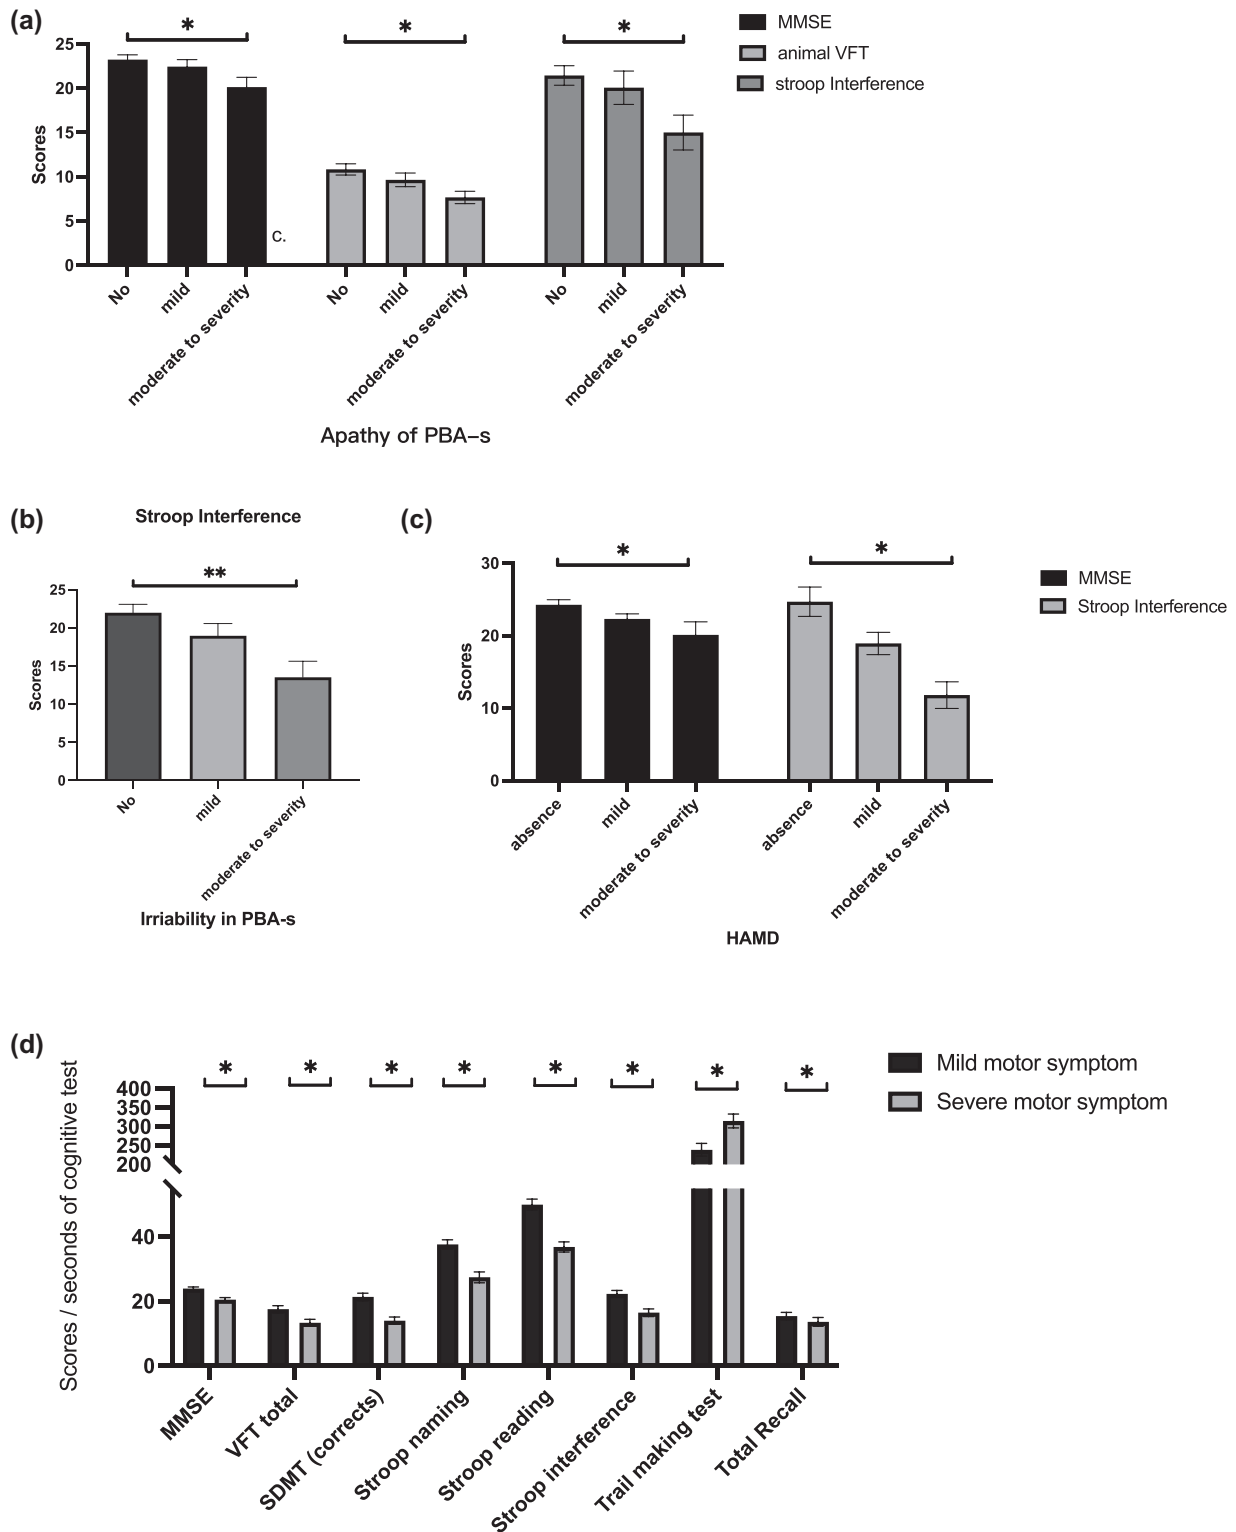 (a)
*
*
*
MMSE
animal VFT
stroop Interference
Scores
25
20
15
10
5
0
c.
No
mild
moderate to severity
No
mild
moderate to severity
No
mild
moderate to severity
Apathy of PBA–s
(b)
Stroop Interference
**
Scores
25
20
15
10
5
0
No
mild
moderate to severity
Irriability in PBA-s
(c)
*
*
MMSE
Stroop Interference
Scores
30
20
10
0
absence
mild
moderate to severity
absence
mild
moderate to severity
HAMD
(d)
*
*
*
*
*
*
*
*
Mild motor symptom
Severe motor symptom
Scores / seconds of cognitive test
400
350
300
250
200
40
20
0
MMSE
VFT total
SDMT (corrects)
Stroop naming
Stroop reading
Stroop interference
Trail making test
Total Recall